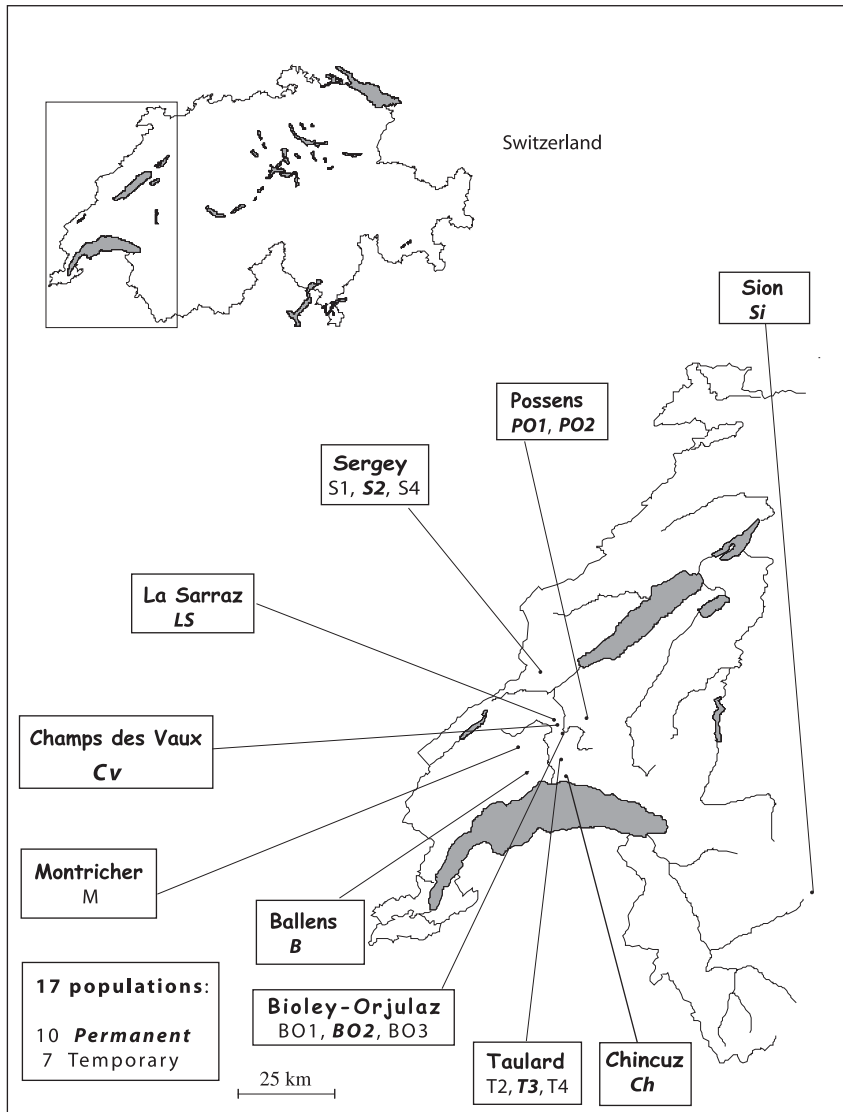 Switzerland
Sion
Si
Possens
PO1, PO2
Sergey
S1, S2, S4
La Sarraz
LS
Champs des Vaux
Cv
Montricher
M
Ballens
B
Bioley-Orjulaz
BO1, BO2, BO3
Taulard
T2, T3, T4
Chincuz
Ch
17 populations:
10 Permanent
7 Temporary
25 km